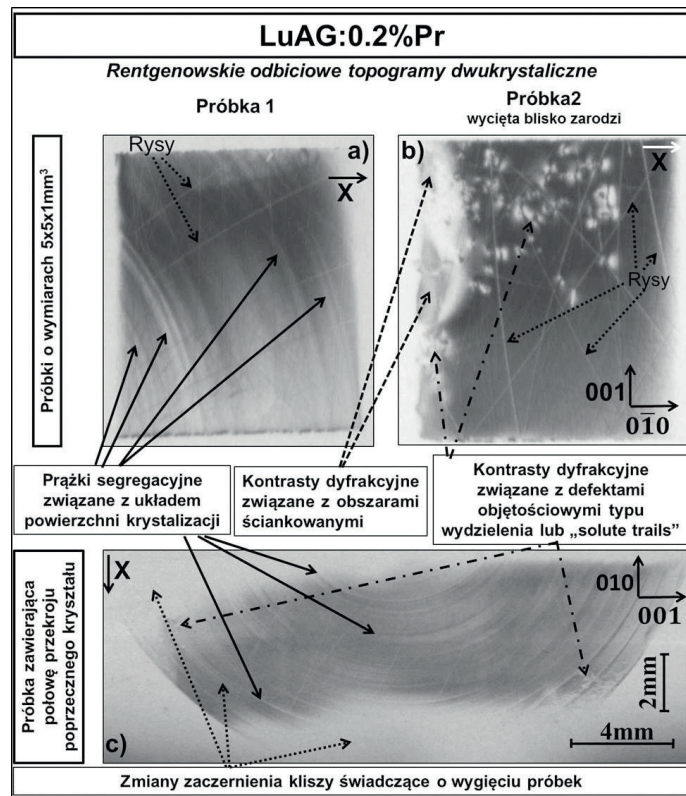 LuAG:0.2%Pr
Rentgenowskie odbiciowe topogramy dwukrystaliczne
Próbka 1
Próbka2
wycięta blisko zarodzi
Próbki o wymiarach 5x5x1mm³
Rysy
a)
X
b)
X
Rysy
001
01̄0
Prążki segregacyjne
związane z układem
powierzchni krystalizacji
Kontrasty dyfrakcyjne
związane z obszarami
ściankowanymi
Kontrasty dyfrakcyjne
związane z defektami
objętościowymi typu
wydzielenia lub „solute trails”
Próbka zawierająca
połowę przekroju
poprzecznego kryształu
X
010
001
2mm
4mm
c)
Zmiany zaczernienia kliszy świadczące o wygięciu próbek